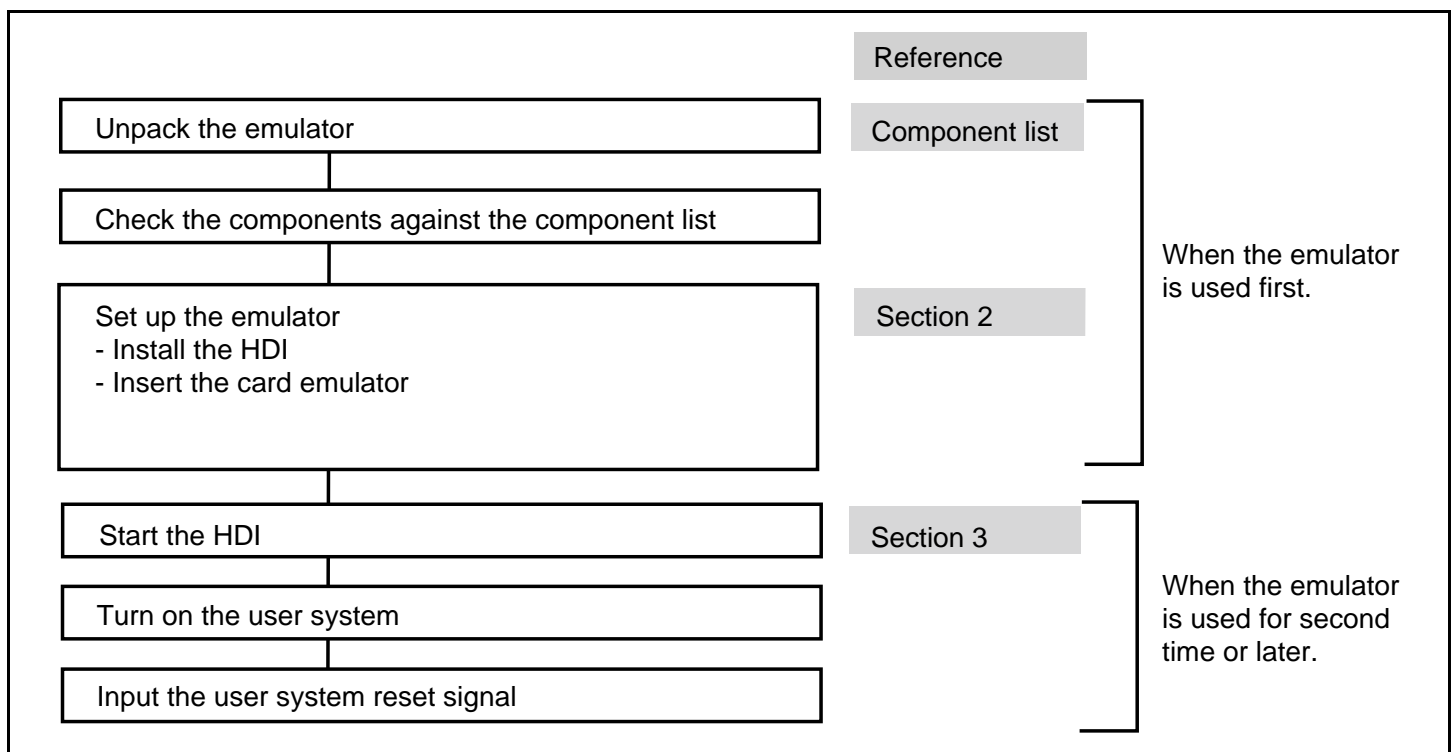 Reference
Unpack the emulator
Component list
Check the components against the component list
When the emulator
is used first.
Set up the emulator
- Install the HDI
- Insert the card emulator
Section 2
Start the HDI
Section 3
Turn on the user system
When the emulator
is used for second
time or later.
Input the user system reset signal